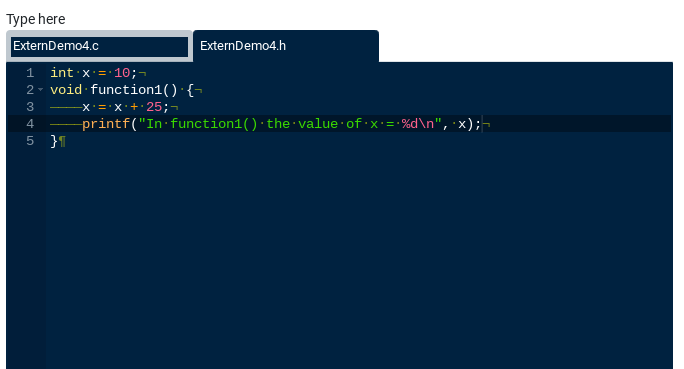 Type here
ExternDemo4.c
ExternDemo4.h
1 int·x·=·10;¬
2 void·function1()·{¬
3 ————x·=·x·+·25;¬
4 ————printf("In·function1()·the·value·of·x·=·%d\n",·x);¬
5 }¶